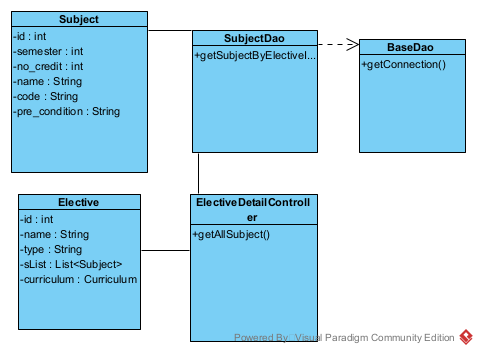 Subject
-id : int
-semester : int
-no_credit : int
-name : String
-code : String
-pre_condition : String
SubjectDao
+getSubjectByElectiveI...
BaseDao
+getConnection()
Elective
-id : int
-name : String
-type : String
-sList : List<Subject>
-curriculum : Curriculum
ElectiveDetailControll
er
+getAllSubject()
Powered By Visual Paradigm Community Edition